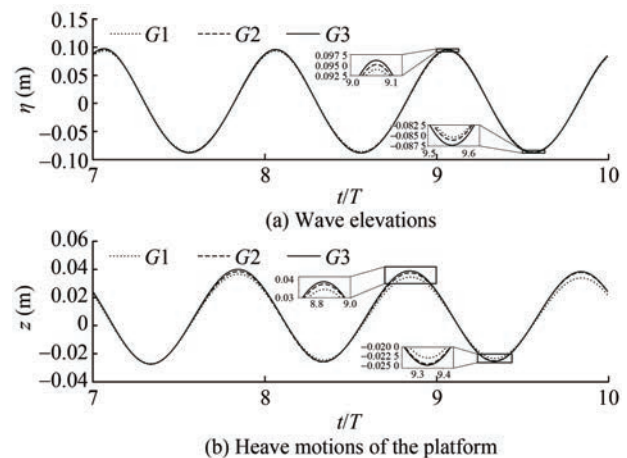 0.15
G1 G2 G3
0.10
0.05
0
−0.05
−0.10
η (m)
0.097 5
0.095 0
0.092 5
9.0 9.1
−0.082 5
−0.085 0
−0.087 5
9.5 9.6
7 8 9 10
t/T
(a) Wave elevations
0.06
G1 G2 G3
0.04
0.02
0
−0.02
−0.04
z (m)
0.04
0.03
8.8 9.0
−0.020 0
−0.022 5
−0.025 0
9.3 9.4
7 8 9 10
t/T
(b) Heave motions of the platform